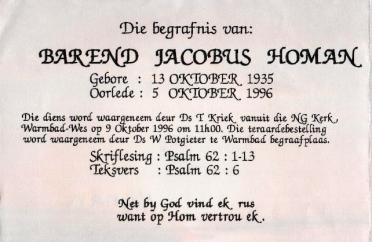 Die begrafnis van:
BAREND JACOBUS HOMAN
Gebore : 13 OKTOBER 1935
Oorlede : 5 OKTOBER 1996
Die diens word waargeneem deur Ds T Kriek vanuit die NG Kerk
Warmbad-Wes op 9 Oktober 1996 om 11h00. Die teraardebestelling
word waargeneem deur Ds W Potgieter te Warmbad begraafplaas.
Skriflesing : Psalm 62 : 1-13
Teksvers : Psalm 62 : 6
Net by God vind ek rus
want op Hom vertrou ek.